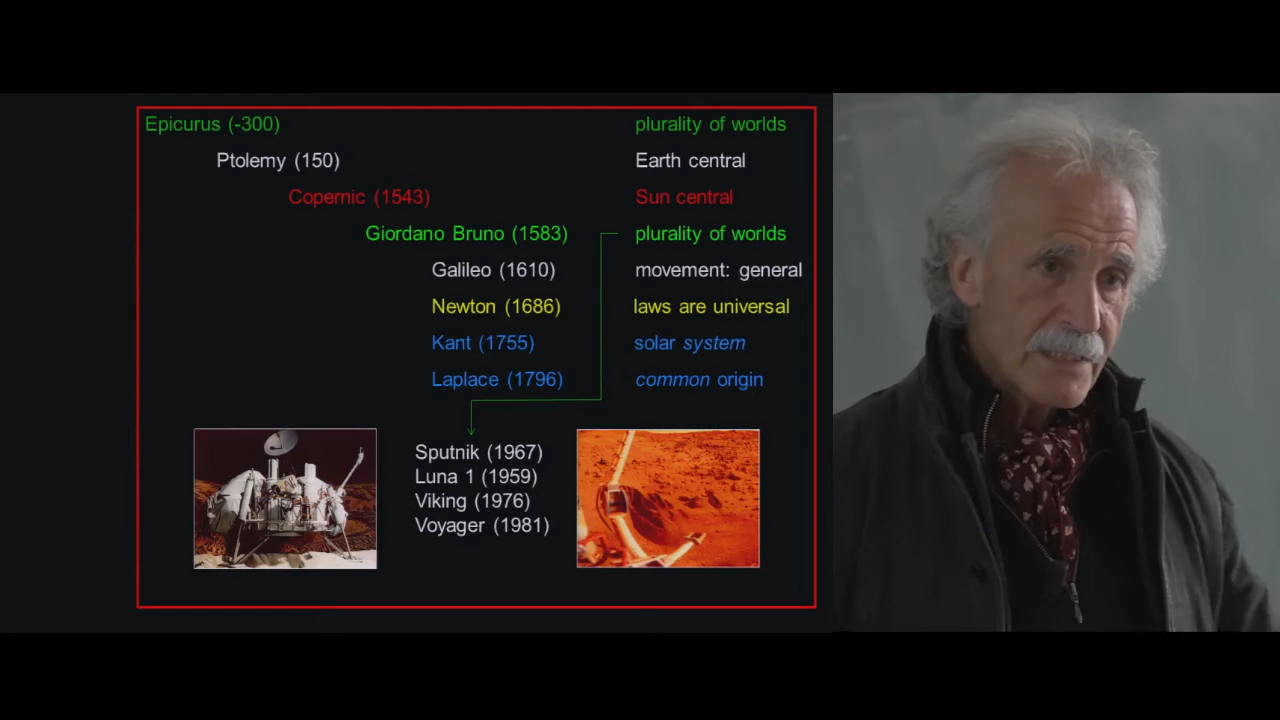 Epicurus (-300) plurality of worlds
Ptolemy (150) Earth central
Copernic (1543) Sun central
Giordano Bruno (1583) plurality of worlds
Galileo (1610) movement: general
Newton (1686) laws are universal
Kant (1755) solar system
Laplace (1796) common origin
Sputnik (1967)
Luna 1 (1959)
Viking (1976)
Voyager (1981)